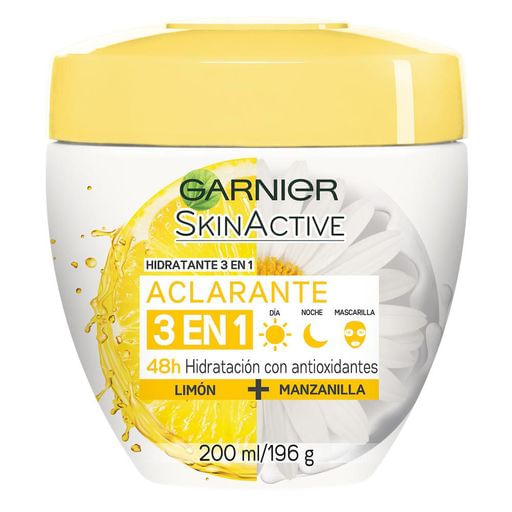 GARNIER
SKINACTIVE
HIDRATANTE 3 EN 1
ACLARANTE
3 EN 1
DÍA NOCHE MASCARILLA
48h Hidratación con antioxidantes
LIMÓN + MANZANILLA
200 ml/196 g